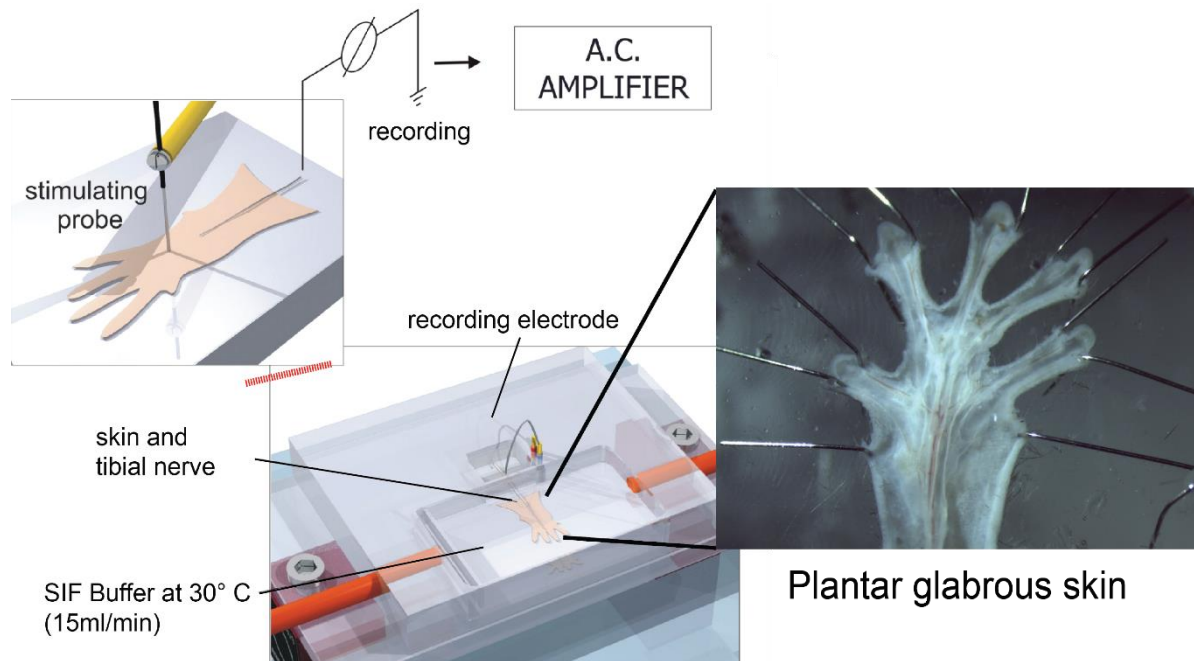 A.C.
AMPLIFIER
recording
stimulating
probe
recording electrode
skin and
tibial nerve
SIF Buffer at 30° C
(15ml/min)
Plantar glabrous skin